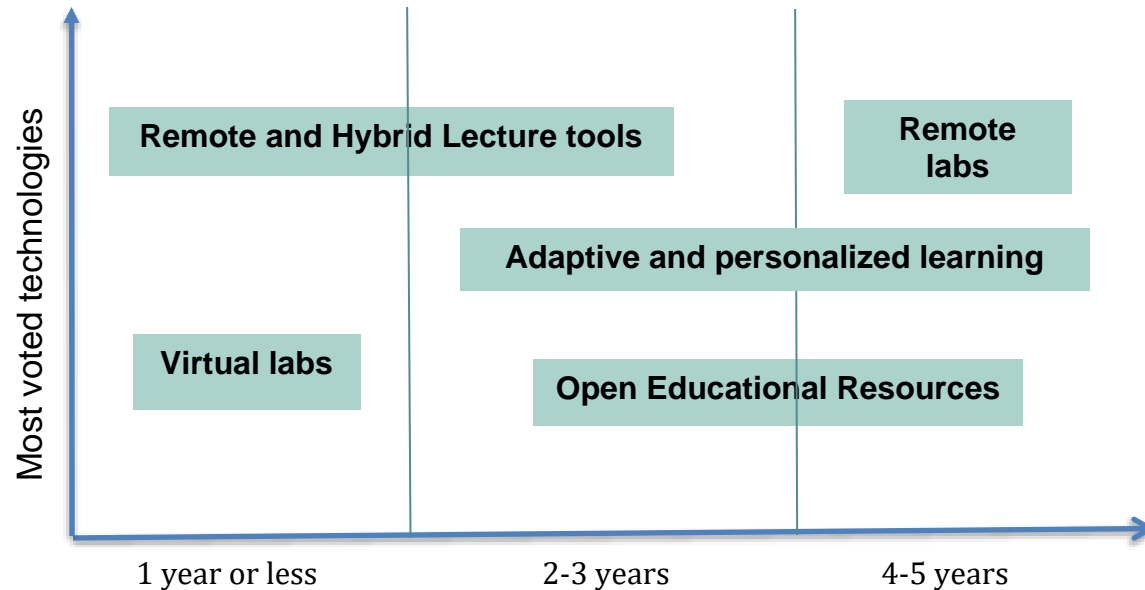 Most voted technologies
Remote and Hybrid Lecture tools
Remote
labs
Adaptive and personalized learning
Virtual labs
Open Educational Resources
1 year or less
2-3 years
4-5 years